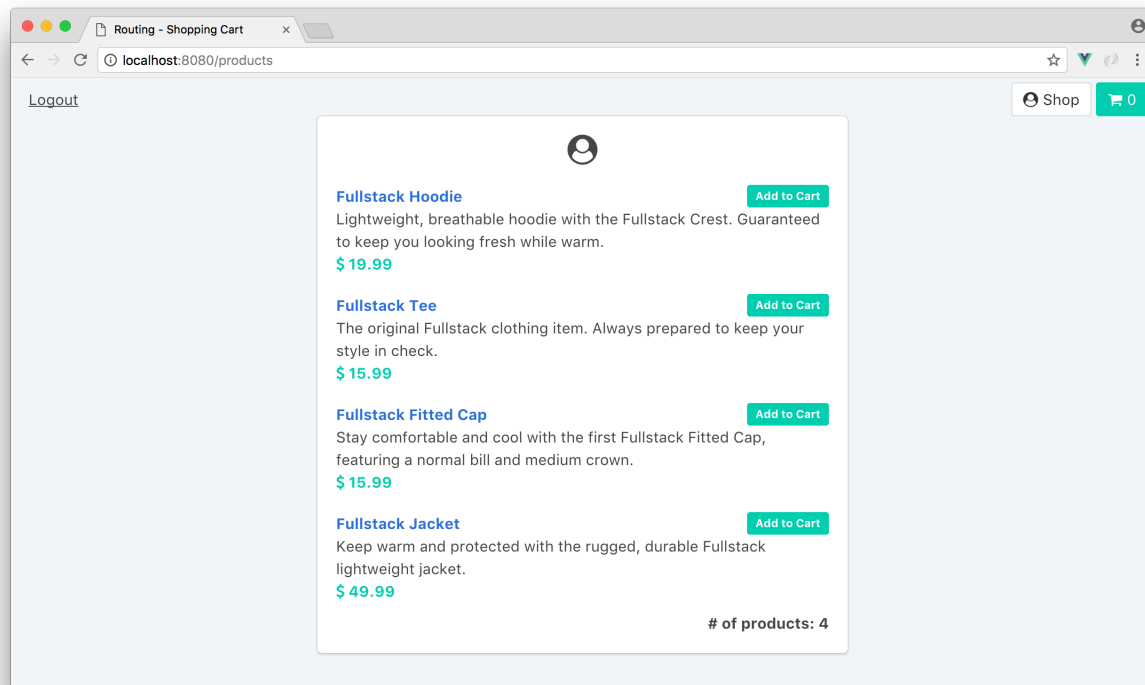 Routing - Shopping Cart
localhost:8080/products
Logout
Shop
0
Fullstack Hoodie
Add to Cart
Lightweight, breathable hoodie with the Fullstack Crest. Guaranteed
to keep you looking fresh while warm.
$ 19.99
Fullstack Tee
Add to Cart
The original Fullstack clothing item. Always prepared to keep your
style in check.
$ 15.99
Fullstack Fitted Cap
Add to Cart
Stay comfortable and cool with the first Fullstack Fitted Cap,
featuring a normal bill and medium crown.
$ 15.99
Fullstack Jacket
Add to Cart
Keep warm and protected with the rugged, durable Fullstack
lightweight jacket.
$ 49.99
# of products: 4